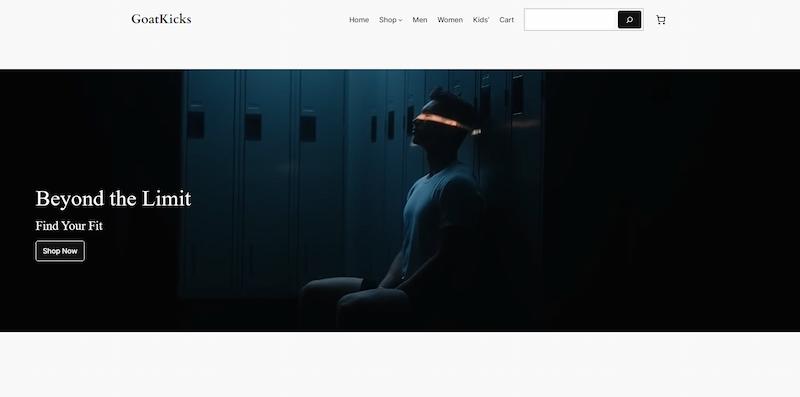 GoatKicks
Home Shop Men Women Kids' Cart
Beyond the Limit
Find Your Fit
Shop Now